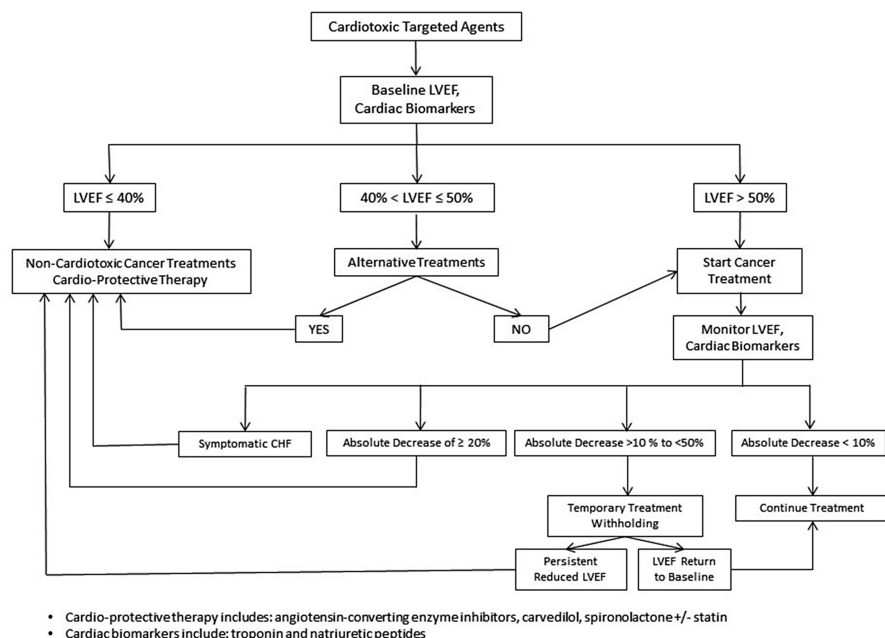 Cardiotoxic Targeted Agents
Baseline LVEF,
Cardiac Biomarkers
LVEF ≤ 40%
40% < LVEF ≤ 50%
LVEF > 50%
Non-Cardiotoxic Cancer Treatments
Cardio-Protective Therapy
Alternative Treatments
Start Cancer
Treatment
YES
NO
Monitor LVEF,
Cardiac Biomarkers
Symptomatic CHF
Absolute Decrease of ≥ 20%
Absolute Decrease >10 % to <50%
Absolute Decrease < 10%
Temporary Treatment
Withholding
Continue Treatment
Persistent
Reduced LVEF
LVEF Return
to Baseline
• Cardio-protective therapy includes: angiotensin-converting enzyme inhibitors, carvedilol, spironolactone +/- statin
• Cardiac biomarkers include: troponin and natriuretic peptides